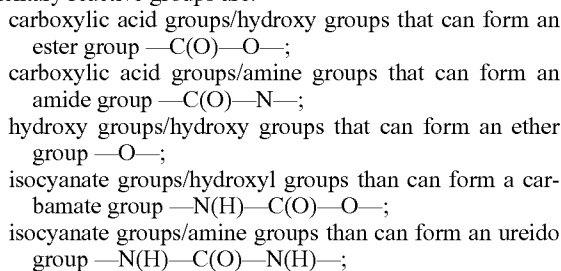 carboxylic acid groups/hydroxy groups that can form an
ester group —C(O)—O—;
carboxylic acid groups/amine groups that can form an
amide group —C(O)—N—;
hydroxy groups/hydroxy groups that can form an ether
group —O—;
isocyanate groups/hydroxyl groups than can form a car-
bamate group —N(H)—C(O)—O—;
isocyanate groups/amine groups than can form an ureido
group —N(H)—C(O)—N(H)—;